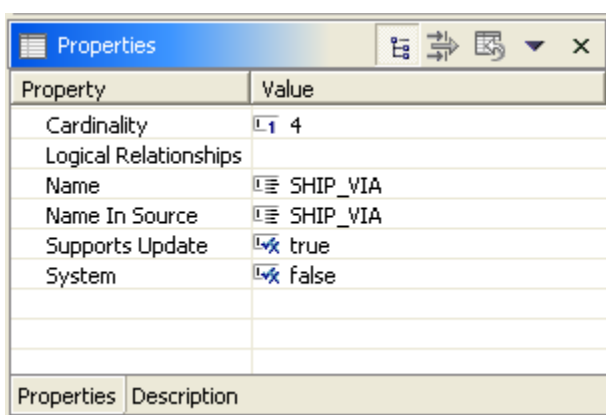 Properties
Property Value
Cardinality 4
Logical Relationships
Name SHIP_VIA
Name In Source SHIP_VIA
Supports Update true
System false
Properties Description